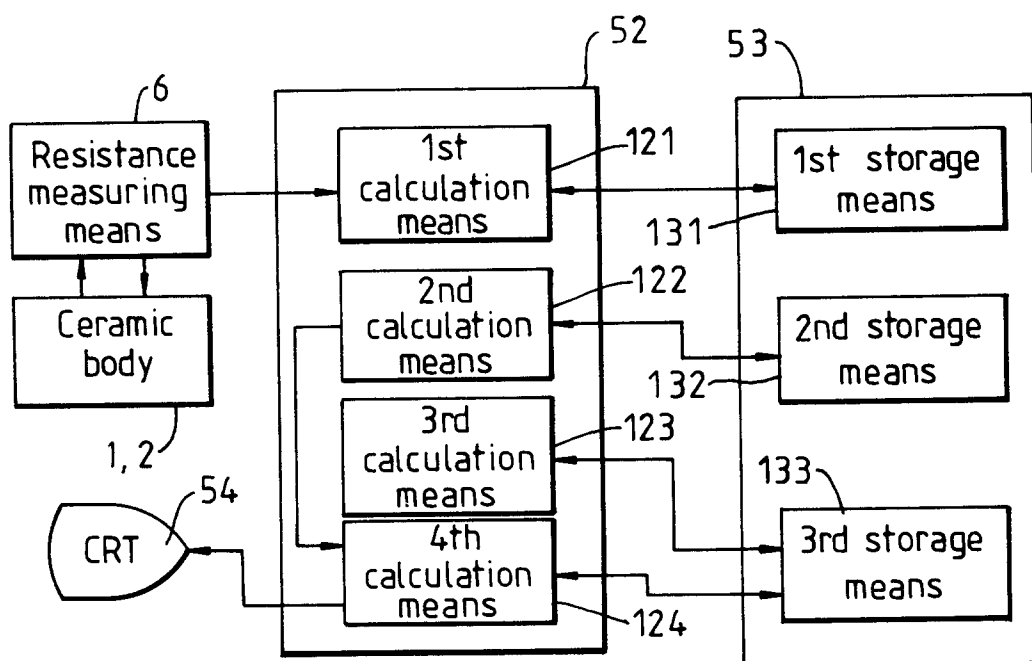 52
53
6
Resistance
measuring
means
1st
calculation
means
121
1st storage
means
131
Ceramic
body
1, 2
2nd
calculation
means
122
2nd storage
means
132
3rd
calculation
means
123
133
54
CRT
4th
calculation
means
124
3rd storage
means